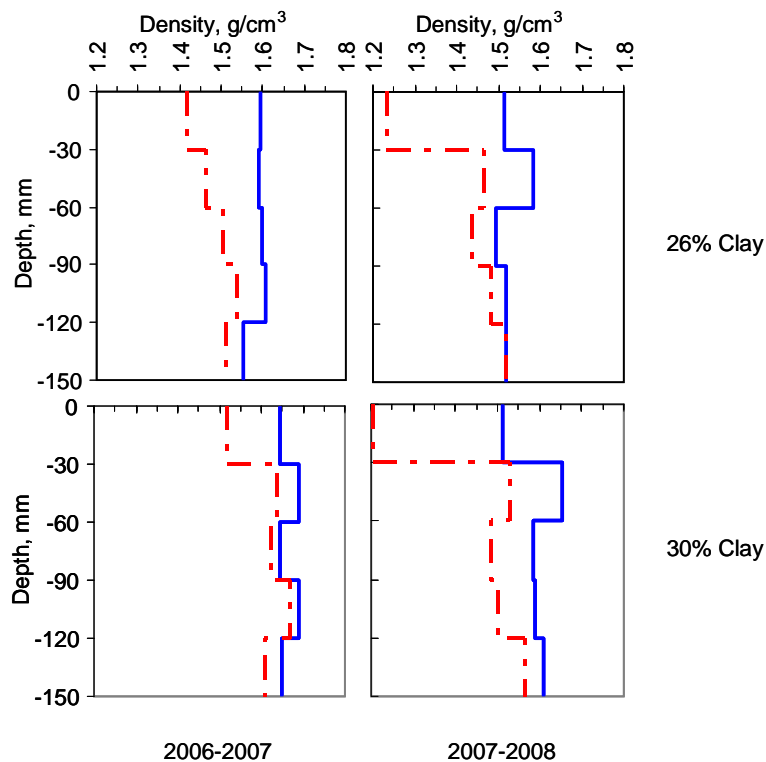 Density, g/cm³ Density, g/cm³
1.2 1.3 1.4 1.5 1.6 1.7 1.8 1.2 1.3 1.4 1.5 1.6 1.7 1.8
0
-30
-60
-90
-120
-150
Depth, mm
26% Clay
0
-30
-60
-90
-120
-150
Depth, mm
30% Clay
2006-2007 2007-2008